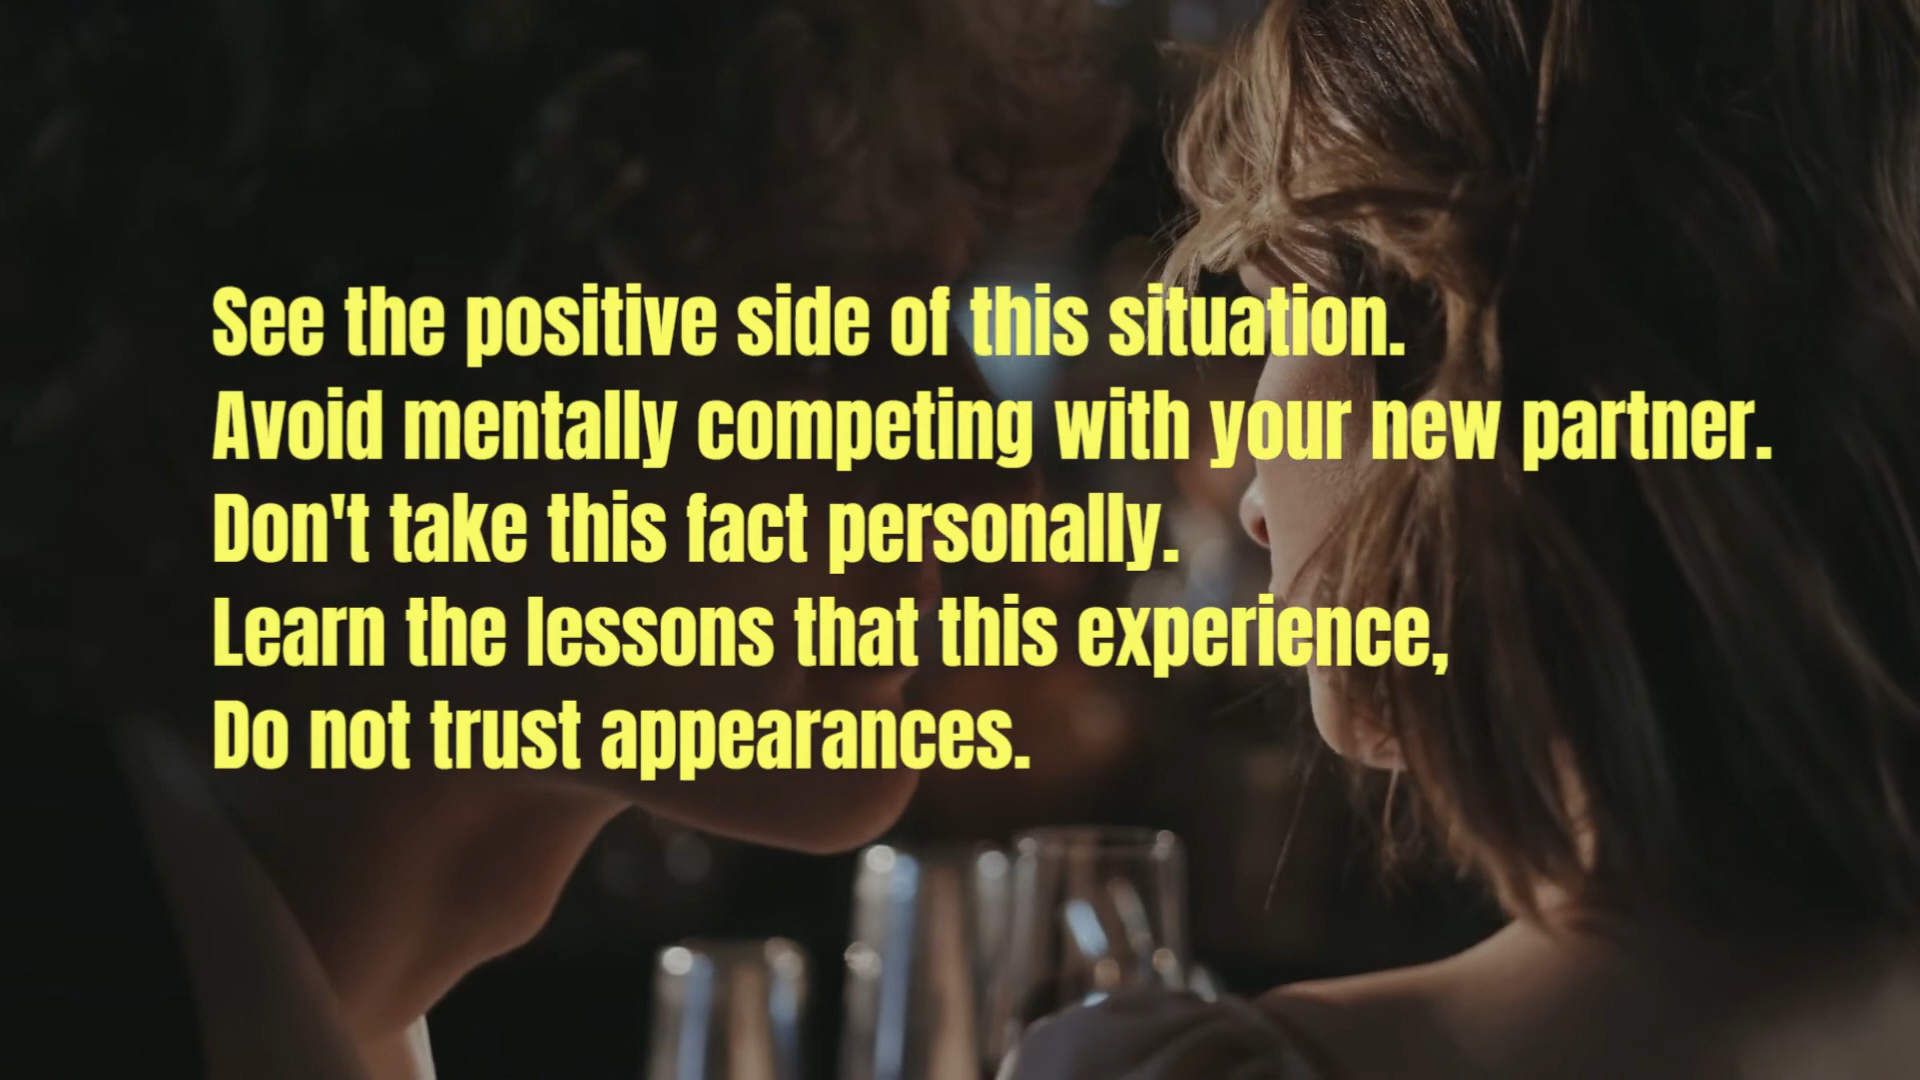 See the positive side of this situation.
Avoid mentally competing with your new partner.
Don't take this fact personally.
Learn the lessons that this experience,
Do not trust appearances.